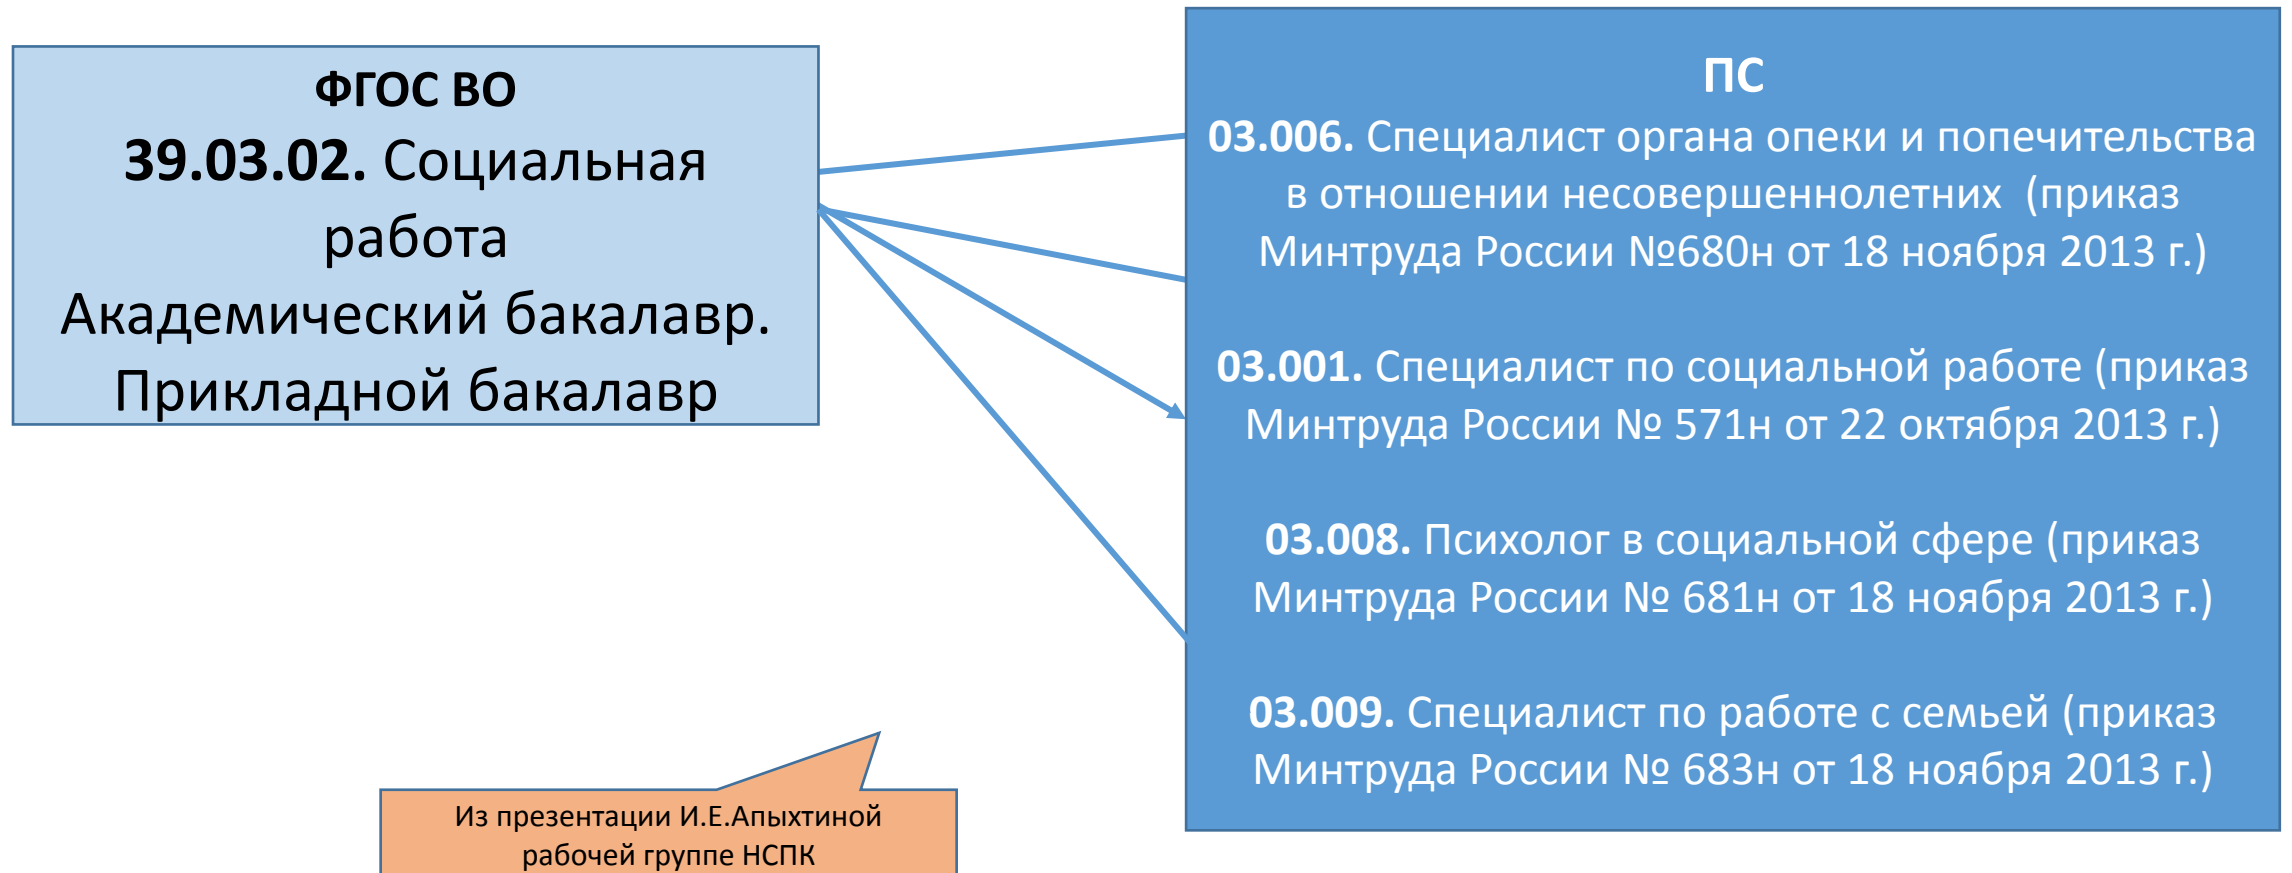 ФГОС ВО
39.03.02. Социальная
работа
Академический бакалавр.
Прикладной бакалавр
ПС
03.006. Специалист органа опеки и попечительства
в отношении несовершеннолетних (приказ
Минтруда России №680н от 18 ноября 2013 г.)
03.001. Специалист по социальной работе (приказ
Минтруда России № 571н от 22 октября 2013 г.)
03.008. Психолог в социальной сфере (приказ
Минтруда России № 681н от 18 ноября 2013 г.)
03.009. Специалист по работе с семьей (приказ
Минтруда России № 683н от 18 ноября 2013 г.)
Из презентации И.Е.Апыхтиной
рабочей группе НСПК